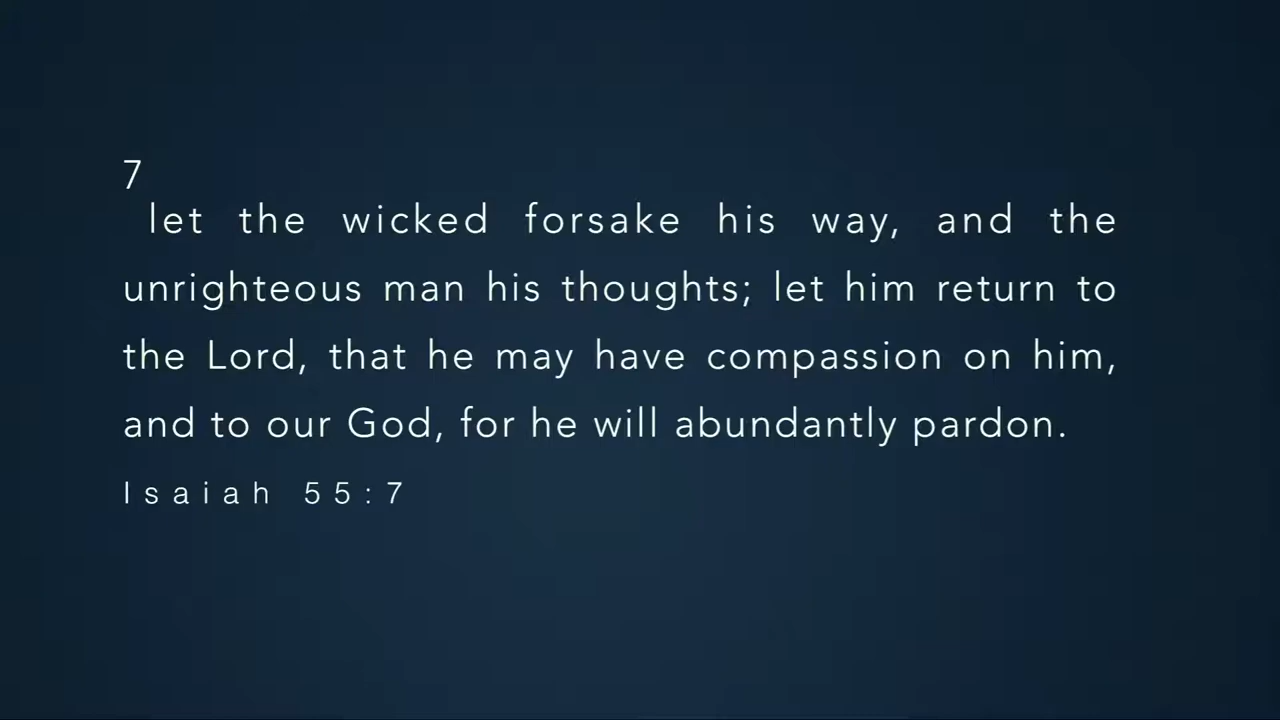 7
let the wicked forsake his way, and the
unrighteous man his thoughts; let him return to
the Lord, that he may have compassion on him,
and to our God, for he will abundantly pardon.
Isaiah 55:7